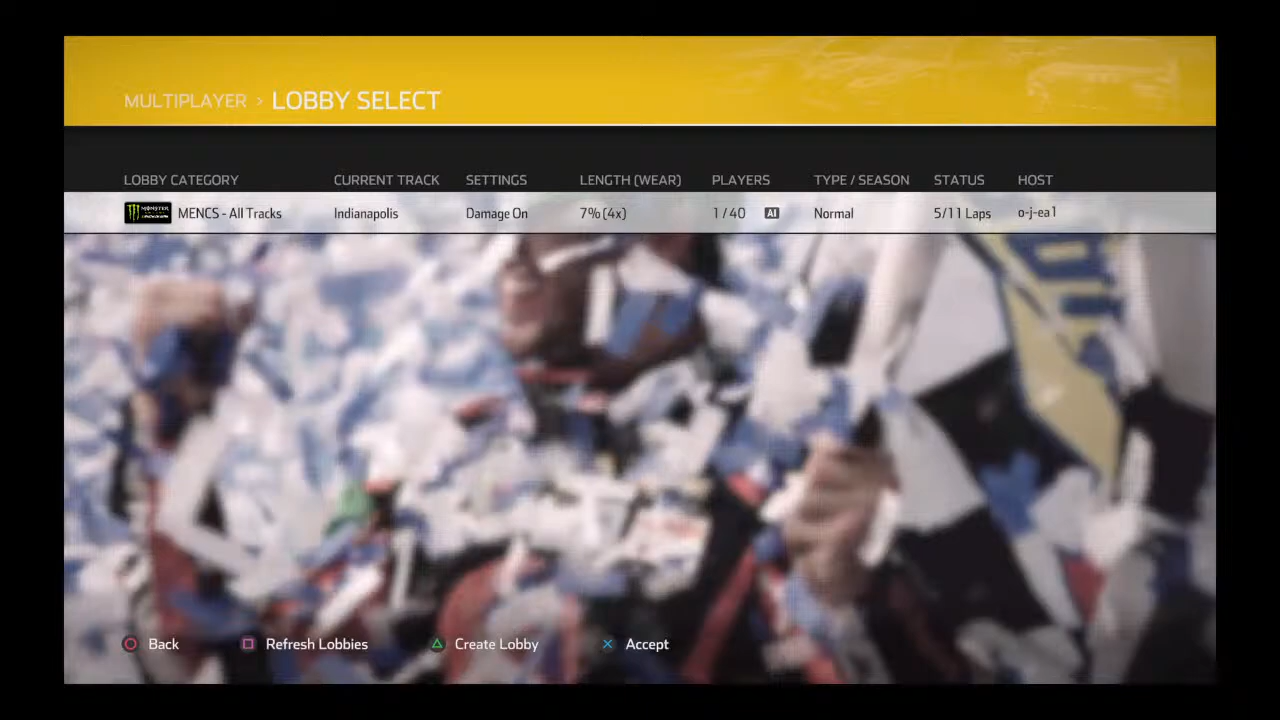 MULTIPLAYER > LOBBY SELECT
LOBBY CATEGORY CURRENT TRACK SETTINGS LENGTH (WEAR) PLAYERS TYPE / SEASON STATUS HOST
MONSTER MENCS - All Tracks Indianapolis Damage On 7% (4x) 1 / 40 AI Normal 5/11 Laps o-j-ea1
Back Refresh Lobbies Create Lobby Accept